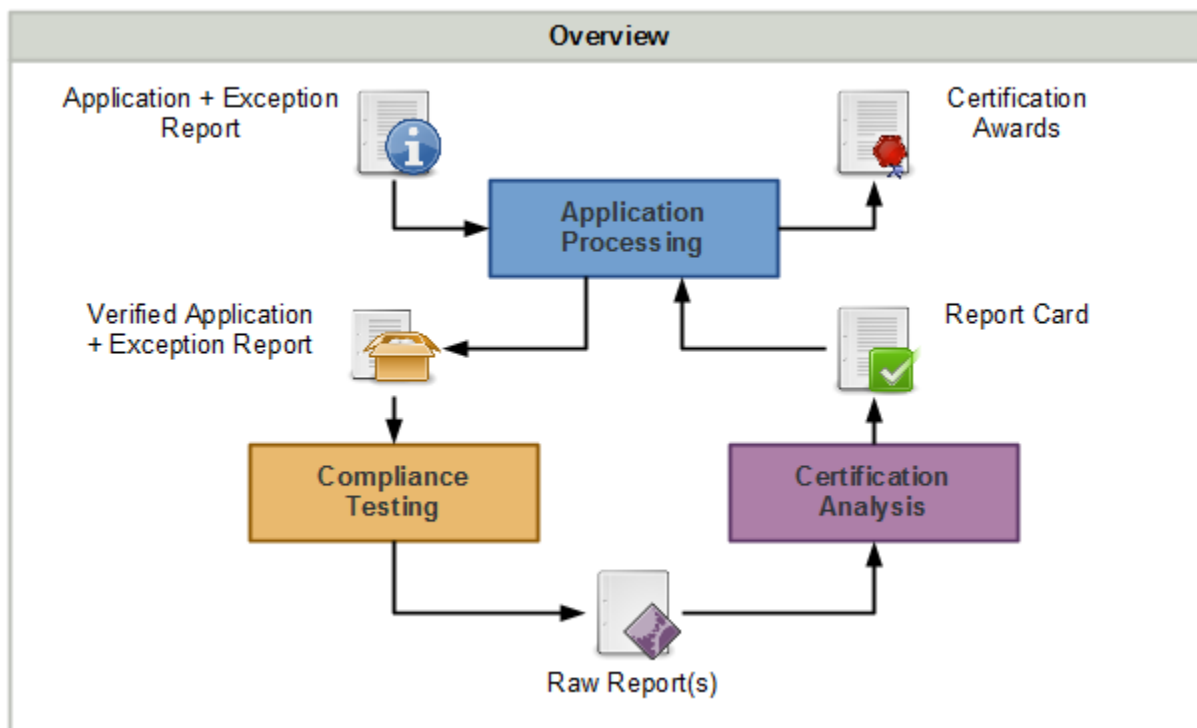 Overview
Application + Exception
Report
Certification
Awards
Application
Processing
Verified Application
+ Exception Report
Report Card
Compliance
Testing
Certification
Analysis
Raw Report(s)